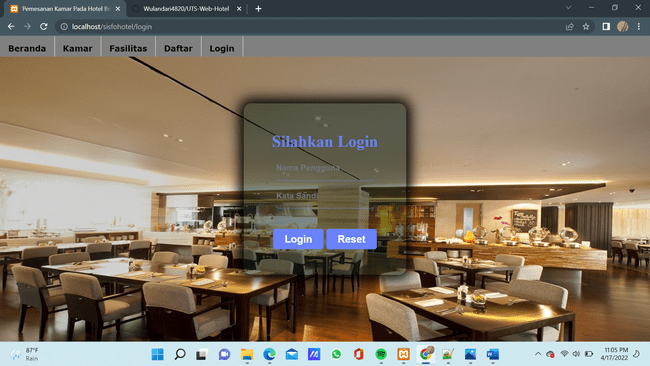 Pemesanan Kamar Pada Hotel B
Wulandari4820/UTS-Web-Hotel
localhost/sisfohotel/login
Beranda
Kamar
Fasilitas
Daftar
Login
Silahkan Login
Nama Pengguna
Kata Sandi
Login
Reset
87°F
Rain
11:05 PM
4/17/2022